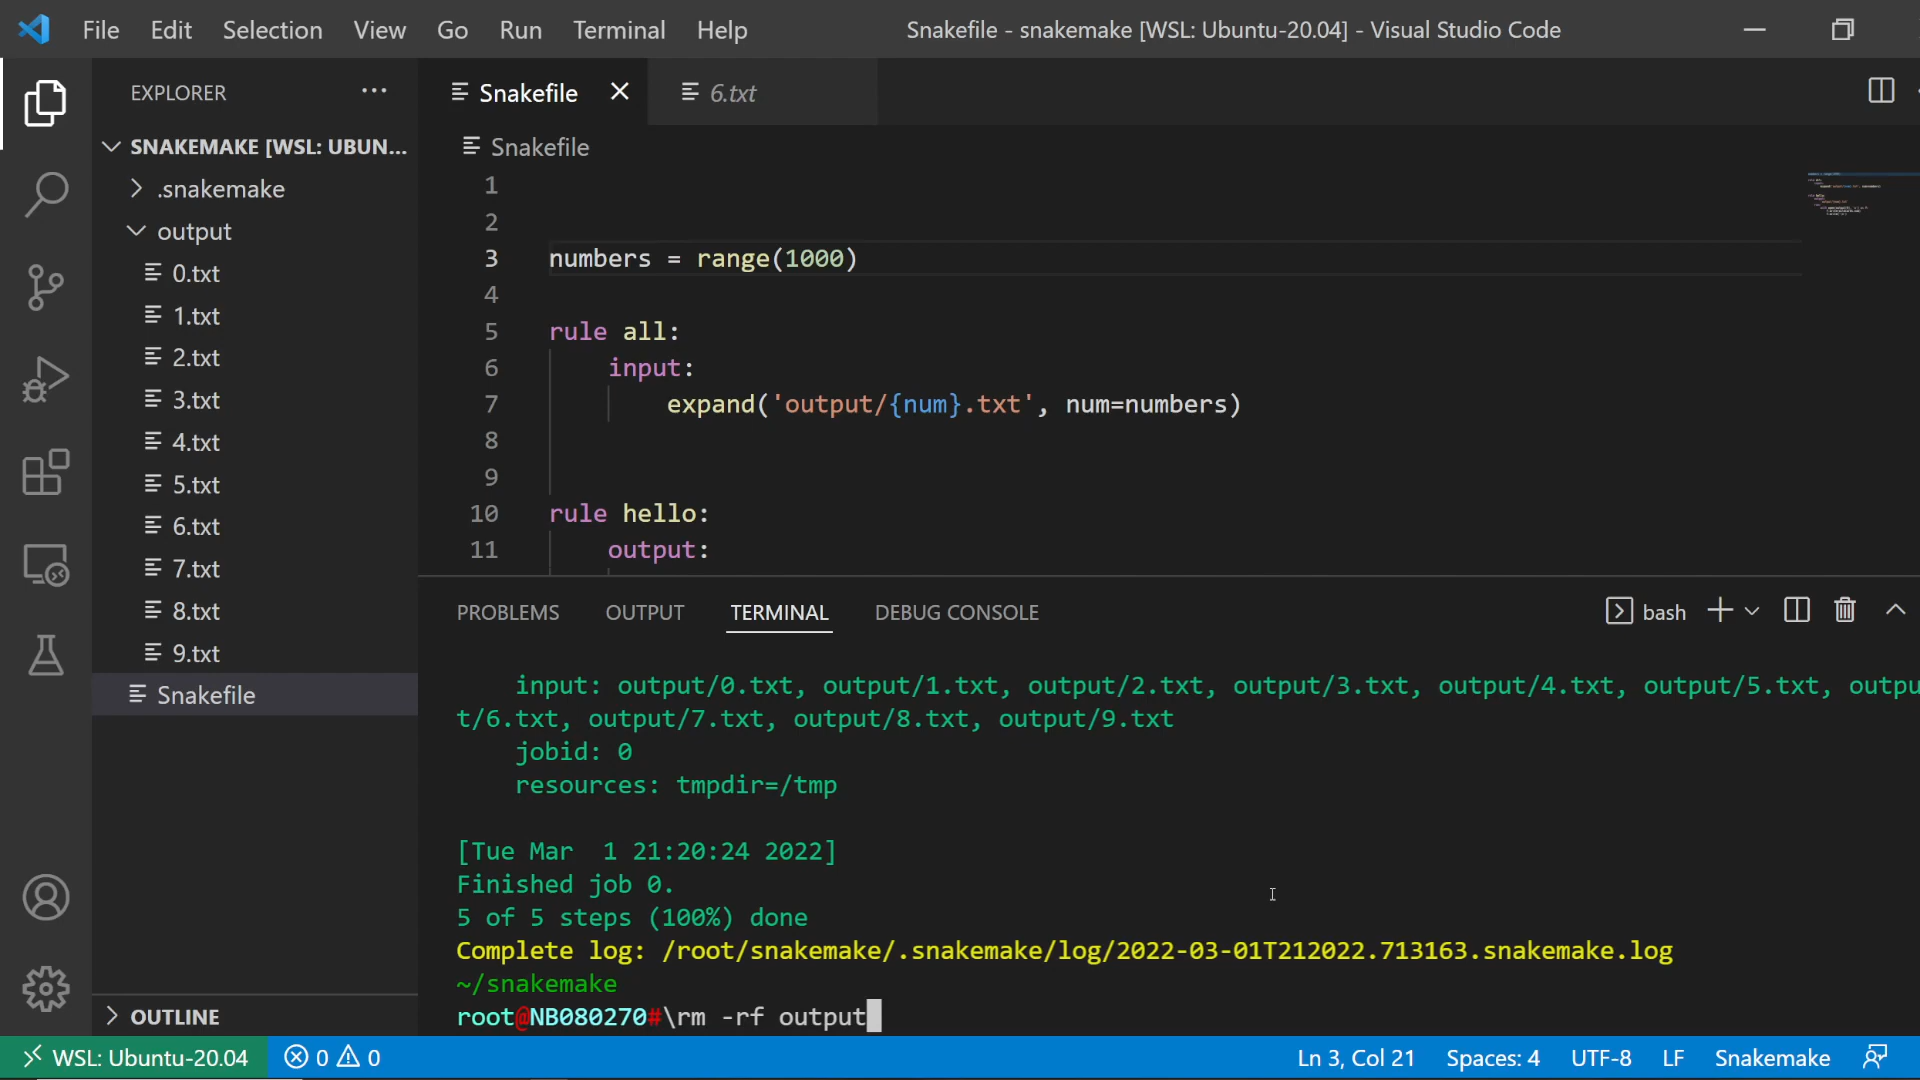 File Edit Selection View Go Run Terminal Help Snakefile - snakemake [WSL: Ubuntu-20.04] - Visual Studio Code
EXPLORER ···
SNAKEMAKE [WSL: UBUN...
.snakemake
output
0.txt
1.txt
2.txt
3.txt
4.txt
5.txt
6.txt
7.txt
8.txt
9.txt
Snakefile
OUTLINE
Snakefile 6.txt
Snakefile
1
2
3 numbers = range(1000)
4
5 rule all:
6 input:
7 expand('output/{num}.txt', num=numbers)
8
9
10 rule hello:
11 output:
PROBLEMS OUTPUT TERMINAL DEBUG CONSOLE bash
input: output/0.txt, output/1.txt, output/2.txt, output/3.txt, output/4.txt, output/5.txt, outpu
t/6.txt, output/7.txt, output/8.txt, output/9.txt
jobid: 0
resources: tmpdir=/tmp
[Tue Mar  1 21:20:24 2022]
Finished job 0.
5 of 5 steps (100%) done
Complete log: /root/snakemake/.snakemake/log/2022-03-01T212022.713163.snakemake.log
~/snakemake
root@NB080270#\rm -rf output
WSL: Ubuntu-20.04 0 0 Ln 3, Col 21 Spaces: 4 UTF-8 LF Snakemake